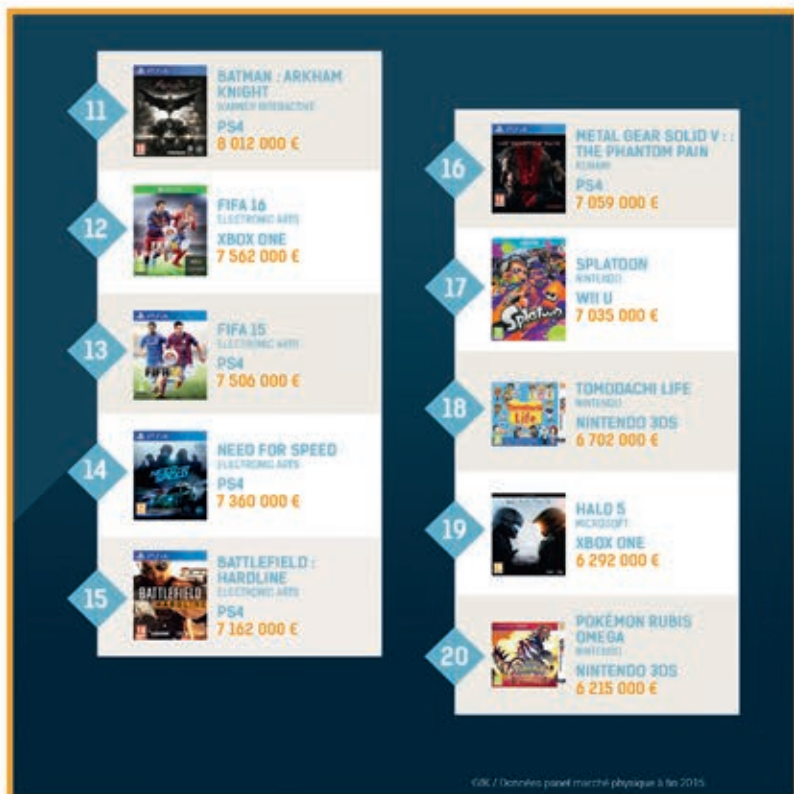 11
BATMAN : ARKHAM
KNIGHT
WARNER INTERACTIVE
PS4
8 012 000 €
12
FIFA 16
ELECTRONIC ARTS
XBOX ONE
7 562 000 €
13
FIFA 15
ELECTRONIC ARTS
PS4
7 506 000 €
14
NEED FOR SPEED
ELECTRONIC ARTS
PS4
7 360 000 €
15
BATTLEFIELD
HARDLINE
BATTLEFIELD :
HARDLINE
ELECTRONIC ARTS
PS4
7 162 000 €
16
METAL GEAR SOLID V : :
THE PHANTOM PAIN
KONAMI
PS4
7 059 000 €
17
Splatoon
SPLATOON
NINTENDO
WII U
7 035 000 €
18
Tomodachi
Life
TOMODACHI LIFE
NINTENDO
NINTENDO 3DS
6 702 000 €
19
HALO 5
MICROSOFT
XBOX ONE
6 292 000 €
20
POKÉMON RUBIS
OMEGA
NINTENDO
NINTENDO 3DS
6 215 000 €
GfK / Données panel marché physique à fin 2015